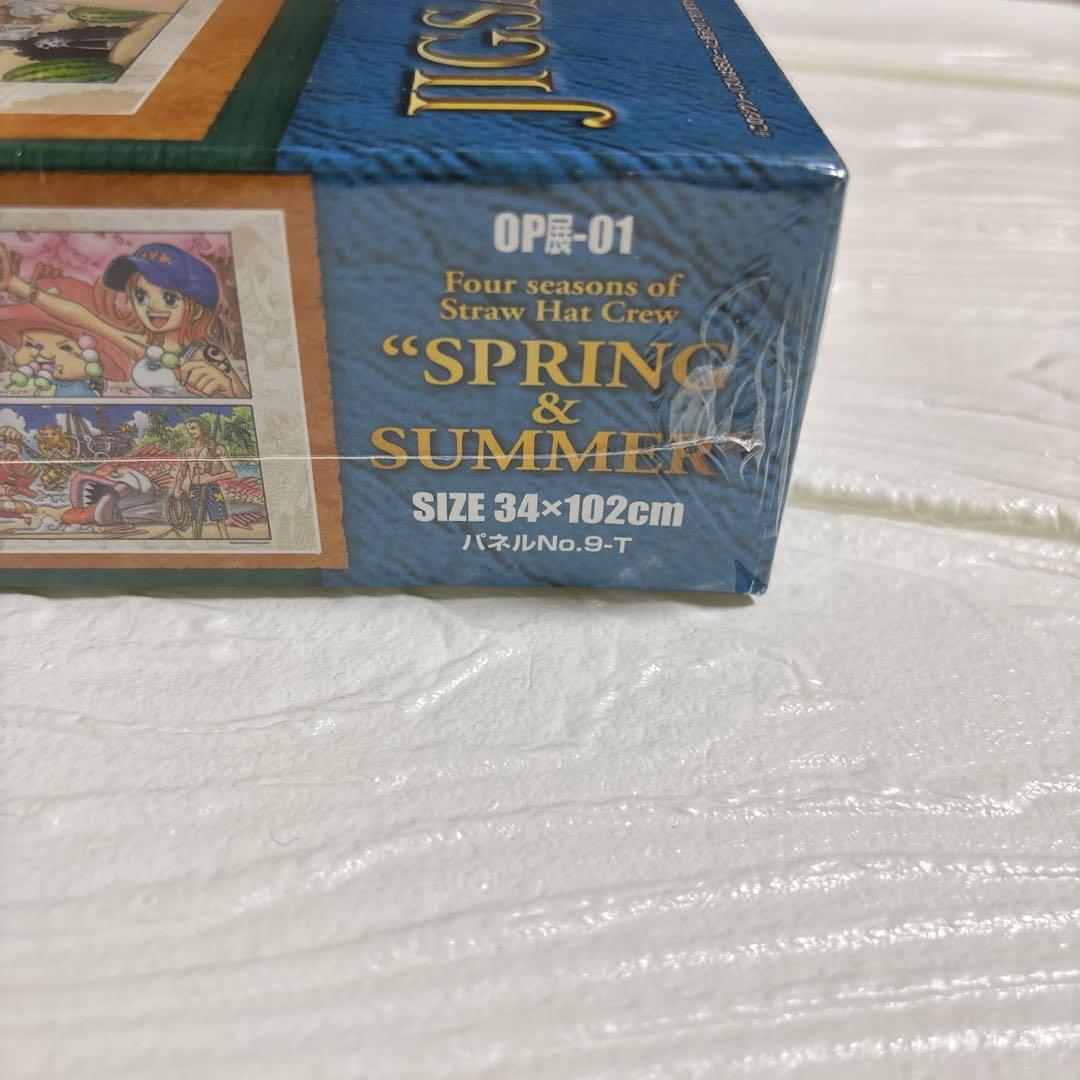 JIGSA
OP展-01
Four seasons of
Straw Hat Crew
“SPRING
&
SUMMER”
SIZE 34×102cm
パネルNo.9-T